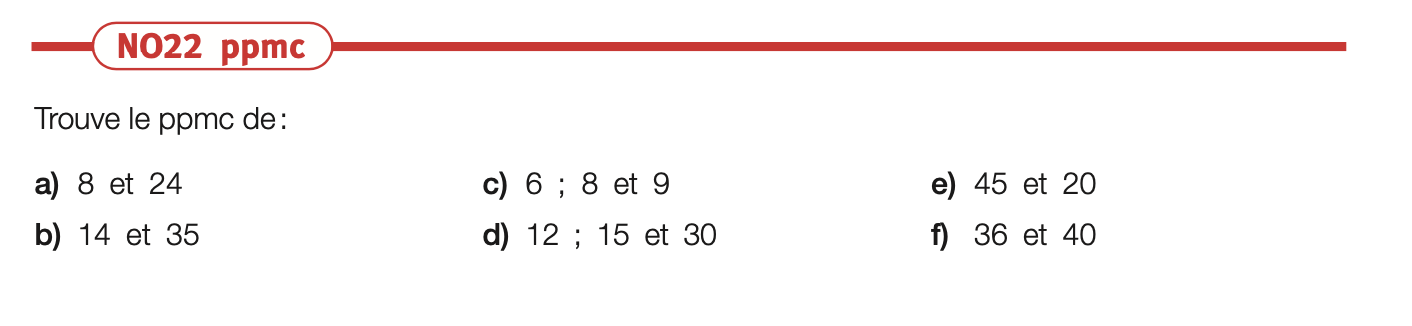 NO22 ppmc
Trouve le ppmc de :
a) 8 et 24
b) 14 et 35
c) 6 ; 8 et 9
d) 12 ; 15 et 30
e) 45 et 20
f) 36 et 40